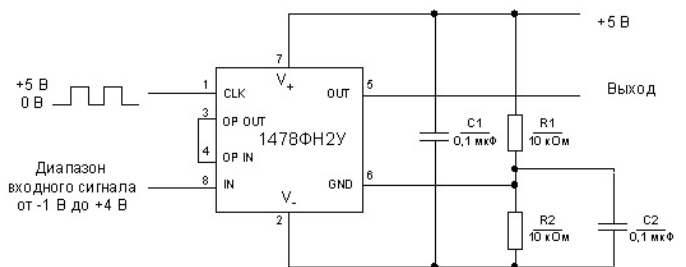 +5 В
7
V+
+5 В
+5 В
0 В
1
CLK
OUT
5
Выход
3
OP OUT
1478ФН2У
C1
0,1 мкФ
R1
10 кОм
4
OP IN
Диапазон
входного сигнала
от -1 В до +4 В
8
IN
GND
6
V-
2
R2
10 кОм
C2
0,1 мкФ